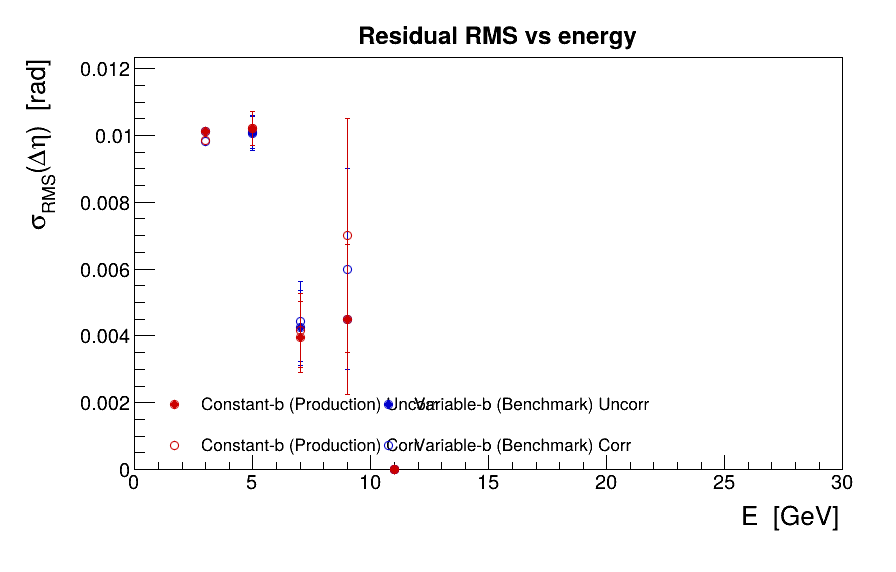 Residual RMS vs energy
σRMS(Δη) [rad]
0.012
0.01
0.008
0.006
0.004
0.002
0
Constant-b (Production) Uncorr
Variable-b (Benchmark) Uncorr
Constant-b (Production) Corr
Variable-b (Benchmark) Corr
0 5 10 15 20 25 30
E [GeV]